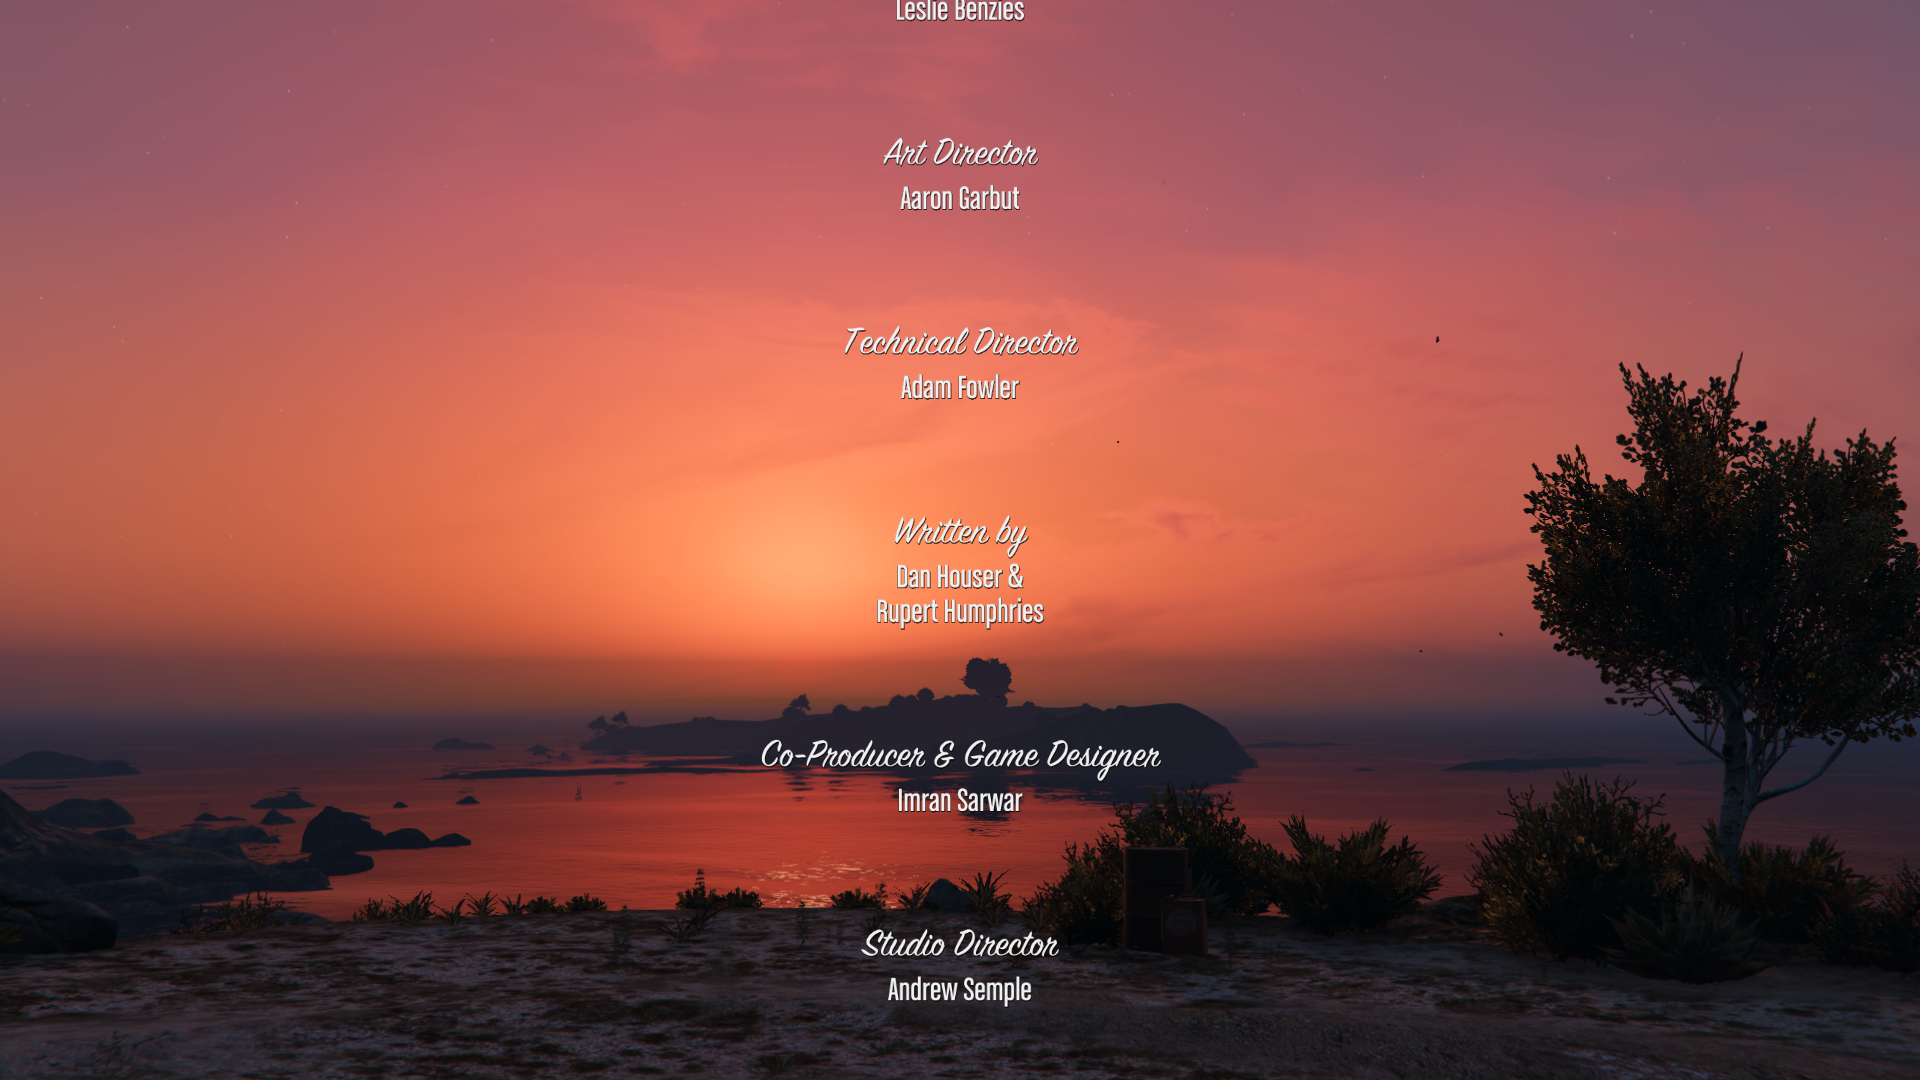 Leslie Benzies
Art Director
Aaron Garbut
Technical Director
Adam Fowler
Written by
Dan Houser &
Rupert Humphries
Co-Producer & Game Designer
Imran Sarwar
Studio Director
Andrew Semple